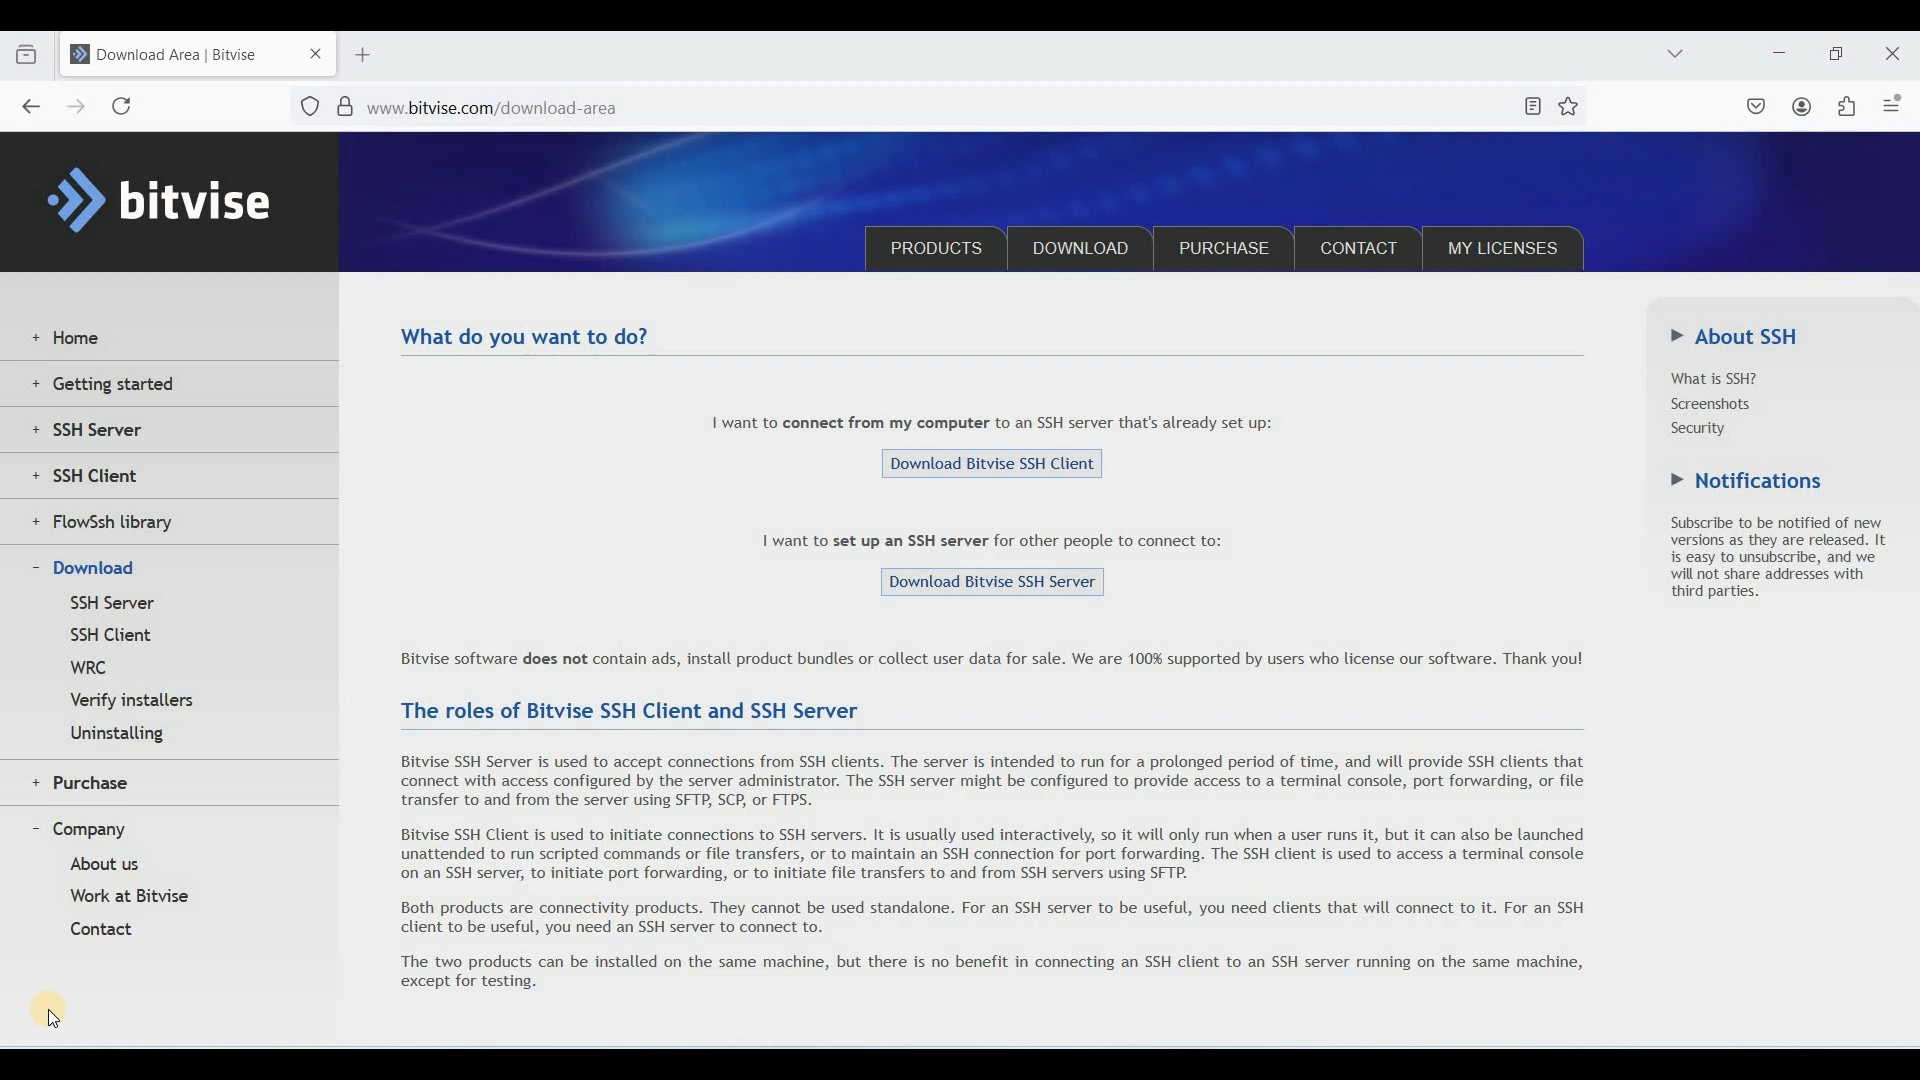 Download Area | Bitvise
www.bitvise.com/download-area
bitvise
PRODUCTS
DOWNLOAD
PURCHASE
CONTACT
MY LICENSES
+ Home
+ Getting started
+ SSH Server
+ SSH Client
+ FlowSsh library
- Download
SSH Server
SSH Client
WRC
Verify installers
Uninstalling
+ Purchase
- Company
About us
Work at Bitvise
Contact
What do you want to do?
I want to connect from my computer to an SSH server that's already set up:
Download Bitvise SSH Client
I want to set up an SSH server for other people to connect to:
Download Bitvise SSH Server
Bitvise software does not contain ads, install product bundles or collect user data for sale. We are 100% supported by users who license our software. Thank you!
The roles of Bitvise SSH Client and SSH Server
Bitvise SSH Server is used to accept connections from SSH clients. The server is intended to run for a prolonged period of time, and will provide SSH clients that
connect with access configured by the server administrator. The SSH server might be configured to provide access to a terminal console, port forwarding, or file
transfer to and from the server using SFTP, SCP, or FTPS.
Bitvise SSH Client is used to initiate connections to SSH servers. It is usually used interactively, so it will only run when a user runs it, but it can also be launched
unattended to run scripted commands or file transfers, or to maintain an SSH connection for port forwarding. The SSH client is used to access a terminal console
on an SSH server, to initiate port forwarding, or to initiate file transfers to and from SSH servers using SFTP.
Both products are connectivity products. They cannot be used standalone. For an SSH server to be useful, you need clients that will connect to it. For an SSH
client to be useful, you need an SSH server to connect to.
The two products can be installed on the same machine, but there is no benefit in connecting an SSH client to an SSH server running on the same machine,
except for testing.
About SSH
What is SSH?
Screenshots
Security
Notifications
Subscribe to be notified of new
versions as they are released. It
is easy to unsubscribe, and we
will not share addresses with
third parties.